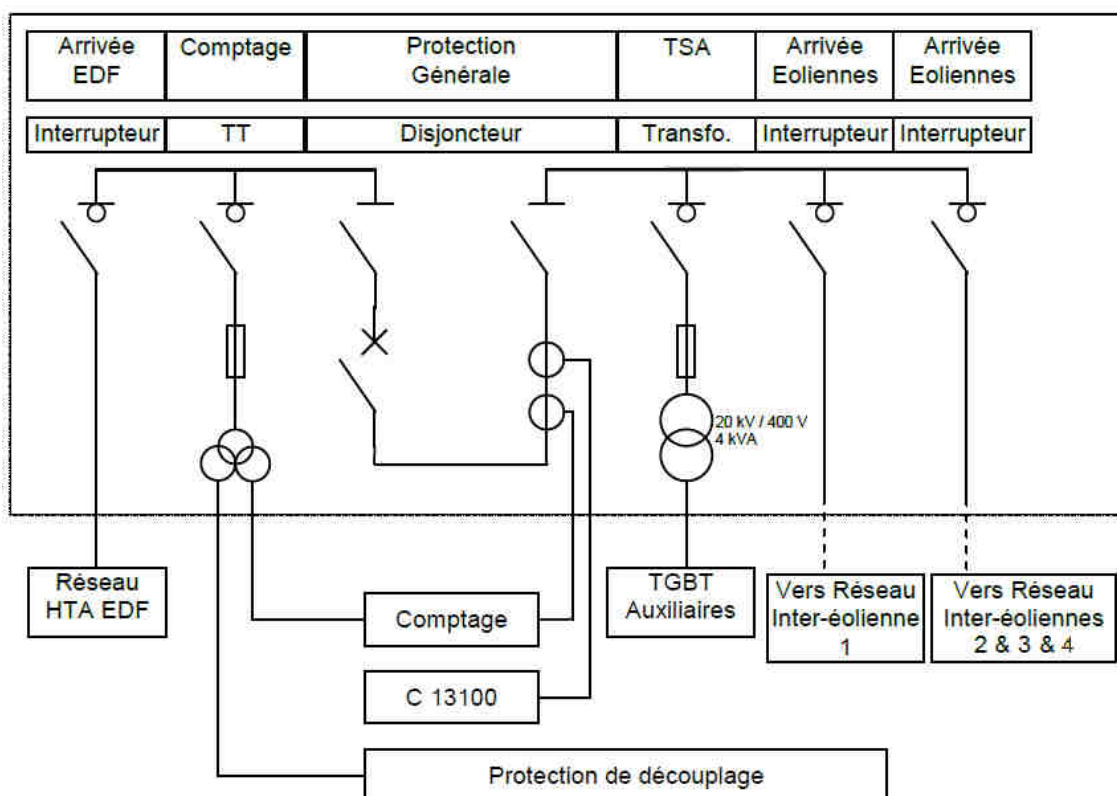 Arrivée
EDF
Comptage
Protection
Générale
TSA
Arrivée
Eoliennes
Arrivée
Eoliennes
Interrupteur
TT
Disjoncteur
Transfo.
Interrupteur
Interrupteur
20 kV / 400 V
4 kVA
Réseau
HTA EDF
Comptage
C 13100
Protection de découplage
TGBT
Auxiliaires
Vers Réseau
Inter-éolienne
1
Vers Réseau
Inter-éoliennes
2 & 3 & 4